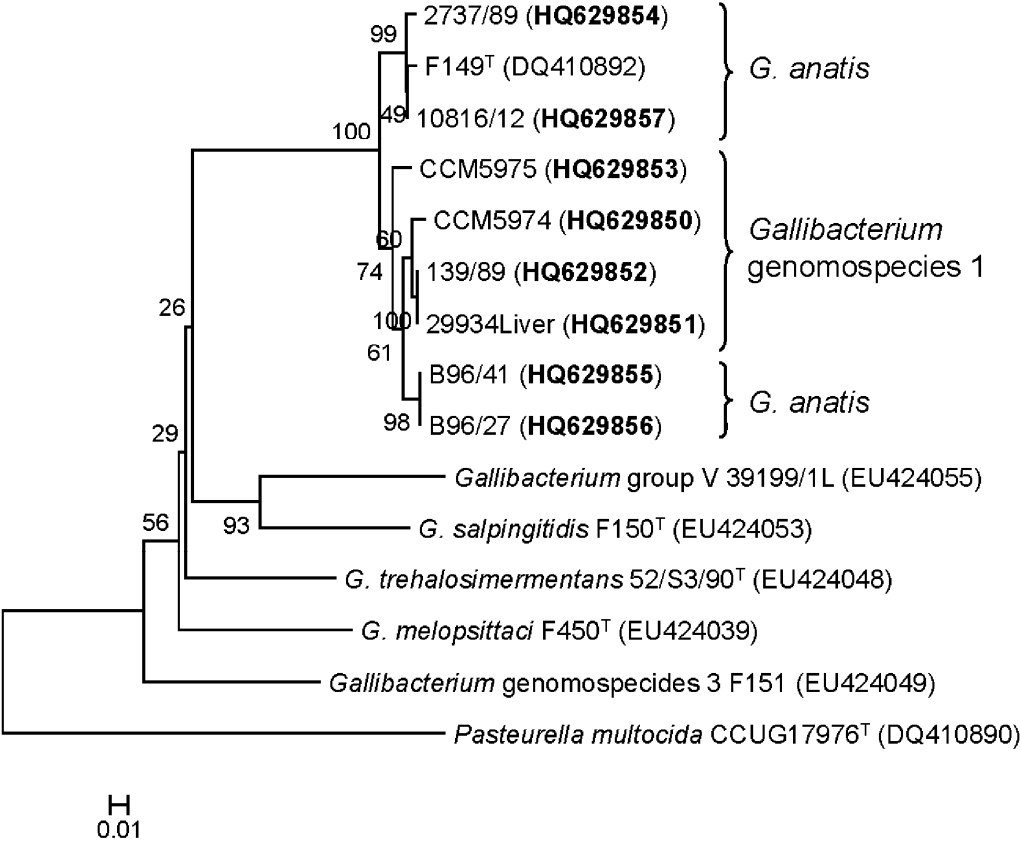 2737/89 (HQ629854)
99
F149ᵀ (DQ410892)
G. anatis
49
10816/12 (HQ629857)
100
CCM5975 (HQ629853)
CCM5974 (HQ629850)
Gallibacterium
genomospecies 1
60
74
139/89 (HQ629852)
26
100
29934Liver (HQ629851)
61
B96/41 (HQ629855)
G. anatis
98
B96/27 (HQ629856)
29
Gallibacterium group V 39199/1L (EU424055)
56
93
G. salpingitidis F150ᵀ (EU424053)
G. trehalosimermentans 52/S3/90ᵀ (EU424048)
G. melopsittaci F450ᵀ (EU424039)
Gallibacterium genomospecides 3 F151 (EU424049)
Pasteurella multocida CCUG17976ᵀ (DQ410890)
0.01